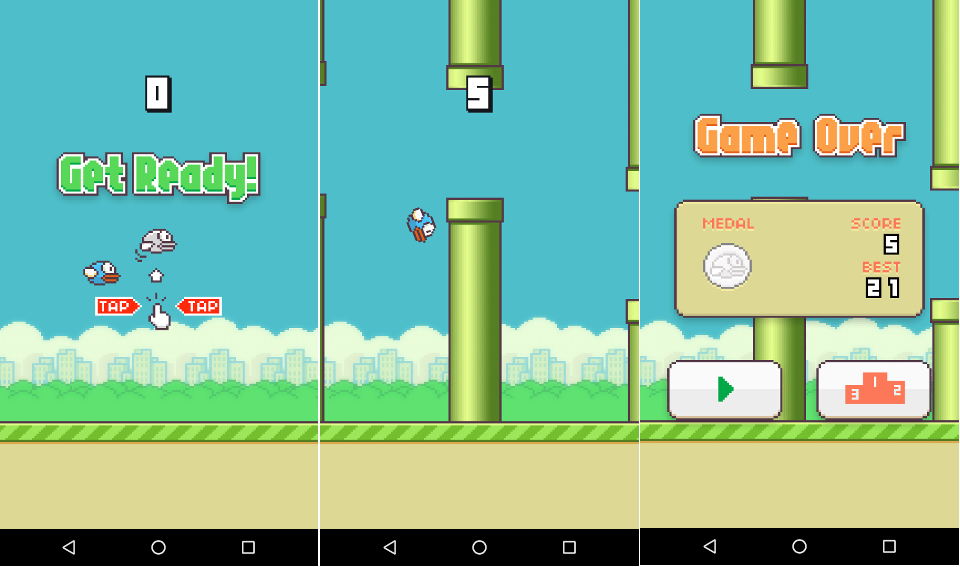 0
Get Ready!
TAP TAP
5
Game Over
MEDAL SCORE
5
BEST
21
1
3 2